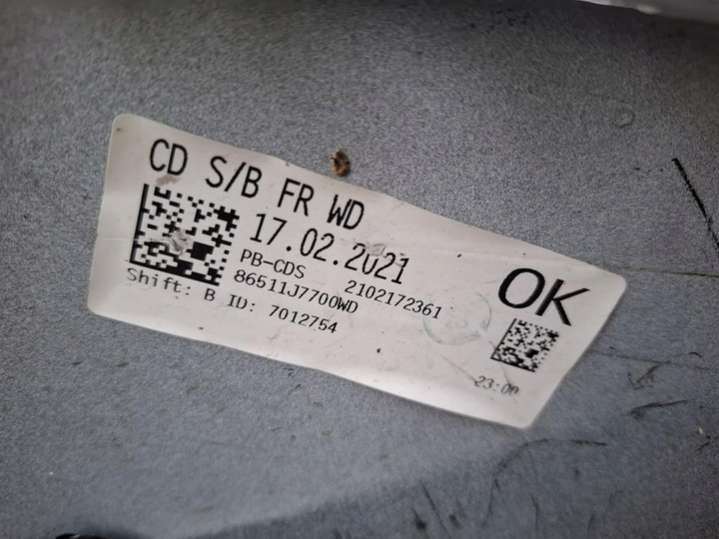 CD S/B FR WD
17.02.2021
PB-CDS 2102172361
86511J7700WD
Shift: B ID: 7012754
OK
23:00